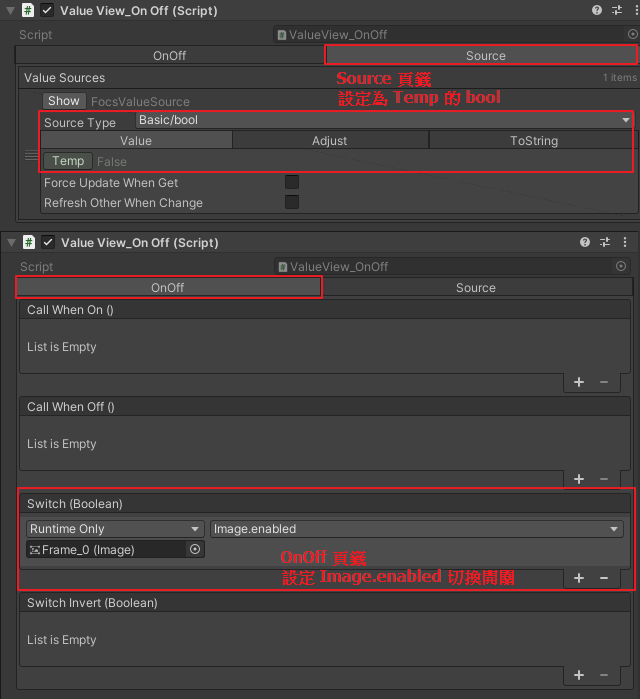 Value View_On Off (Script)
Script
ValueView_OnOff
OnOff
Source
Value Sources
1 items
Source 頁籤
設定為 Temp 的 bool
Show
FocsValueSource
Source Type
Basic/bool
Value
Adjust
ToString
Temp
False
Force Update When Get
Refresh Other When Change
Value View_On Off (Script)
Script
ValueView_OnOff
OnOff
Source
Call When On ()
List is Empty
+ −
Call When Off ()
List is Empty
+ −
Switch (Boolean)
Runtime Only
Image.enabled
Frame_0 (Image)
OnOff 頁籤
設定 Image.enabled 切換開關
+ −
Switch Invert (Boolean)
List is Empty
+ −